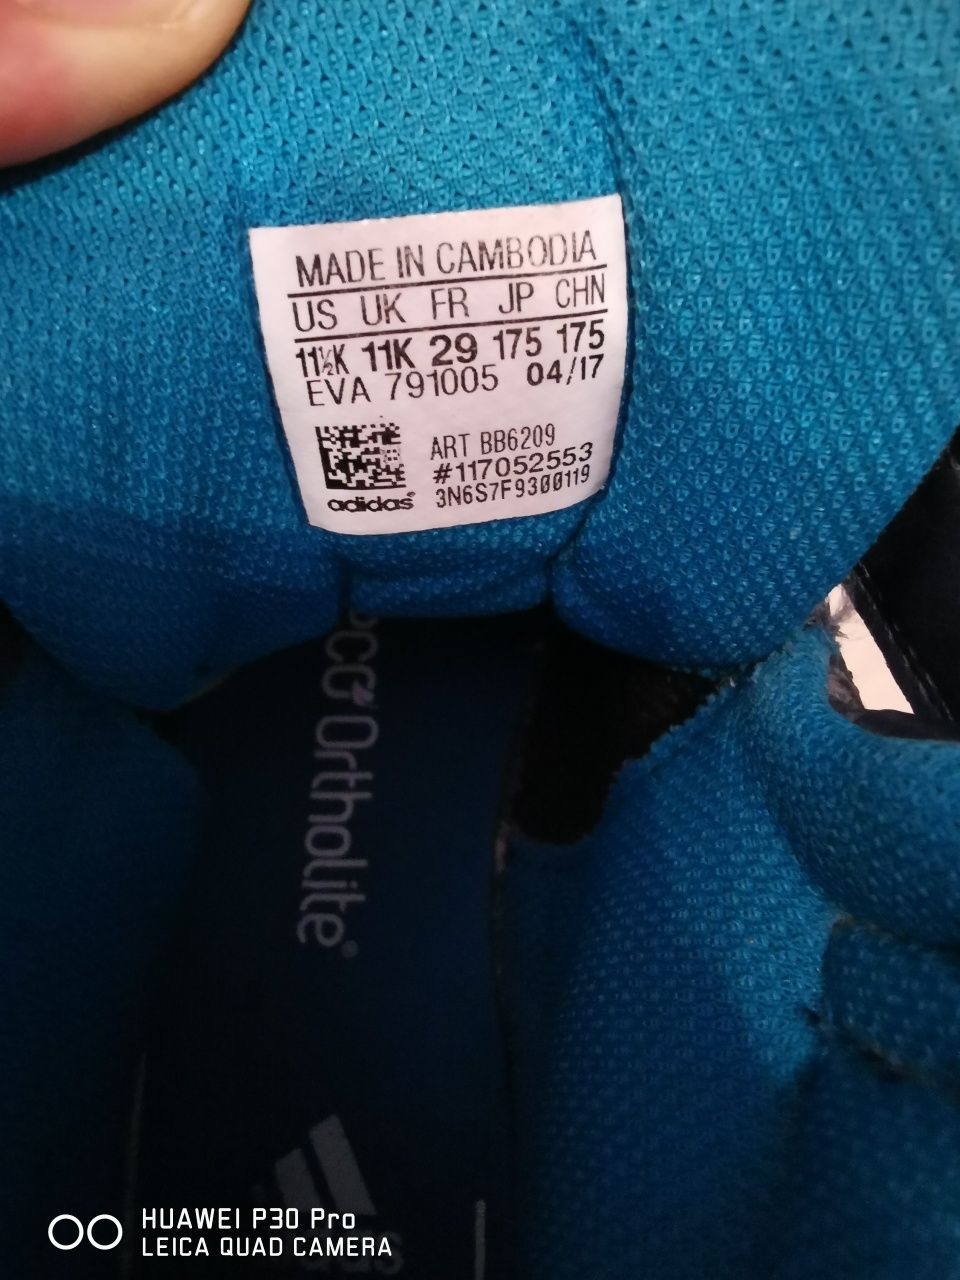 MADE IN CAMBODIA
US UK FR JP CHN
11½K 11K 29 175 175
EVA 791005 04/17
ART BB6209
#117052553
3N6S7F9300119
adidas®
Ortholite®
HUAWEI P30 Pro
LEICA QUAD CAMERA